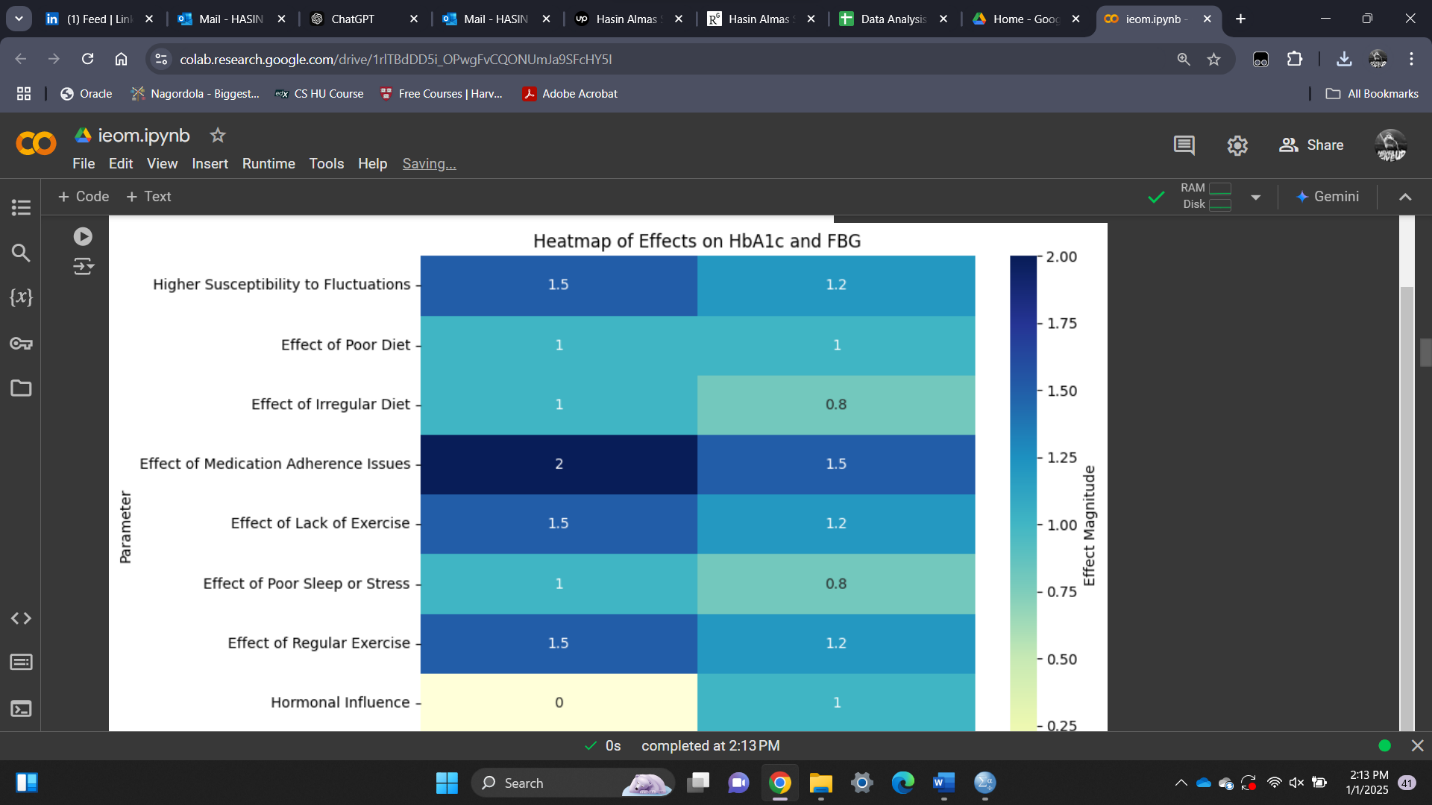 (1) Feed | Lin
Mail - HASIN
ChatGPT
Mail - HASIN
up Hasin Almas
R Hasin Almas
Data Analysis
Home - Goog
ieom.ipynb -
colab.research.google.com/drive/1rlTBdDD5i_OPwgFvCQONUmJa9SFcHY5I
Oracle
Nagordola - Biggest...
edX CS HU Course
Free Courses | Harv...
Adobe Acrobat
All Bookmarks
ieom.ipynb
File Edit View Insert Runtime Tools Help Saving...
Share
+ Code + Text
RAM
Disk
Gemini
{x}
Heatmap of Effects on HbA1c and FBG
Higher Susceptibility to Fluctuations 1.5 1.2
Effect of Poor Diet 1 1
Effect of Irregular Diet 1 0.8
Effect of Medication Adherence Issues 2 1.5
Effect of Lack of Exercise 1.5 1.2
Effect of Poor Sleep or Stress 1 0.8
Effect of Regular Exercise 1.5 1.2
Hormonal Influence 0 1
Parameter
2.00
1.75
1.50
1.25
1.00
0.75
0.50
0.25
Effect Magnitude
0s completed at 2:13 PM
Search
2:13 PM
1/1/2025
41